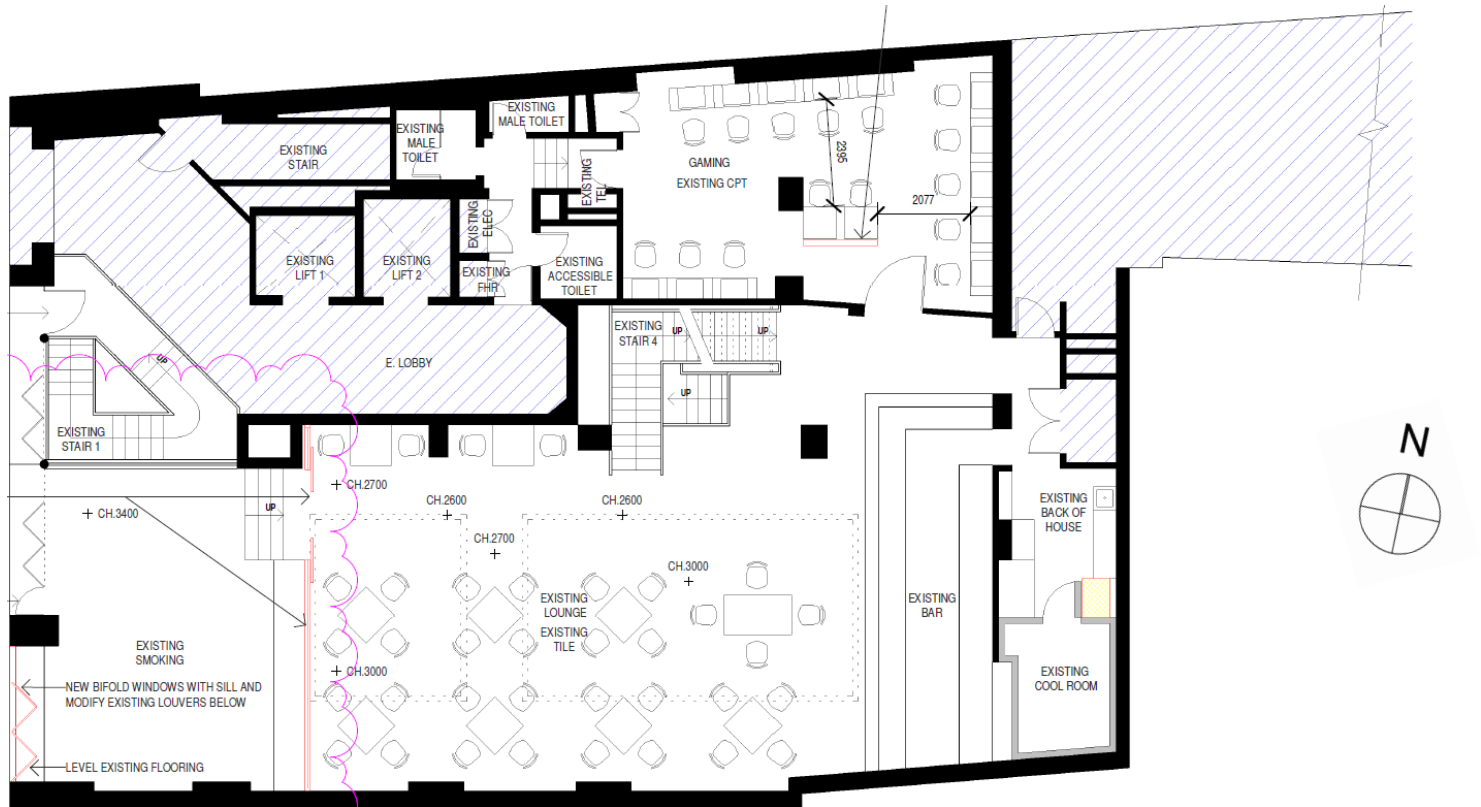 EXISTING
MALE TOILET
EXISTING
MALE
TOILET
EXISTING
STAIR
EXISTING
TEL
GAMING
EXISTING CPT
2395
2077
EXISTING
ELEC
EXISTING
LIFT 1
EXISTING
LIFT 2
EXISTING
FHR
EXISTING
ACCESSIBLE
TOILET
EXISTING
STAIR 4
UP
UP
UP
UP
E. LOBBY
EXISTING
STAIR 1
N
CH.2700
CH.2600
CH.2600
UP
CH.3400
CH.2700
CH.3000
EXISTING
BACK OF
HOUSE
EXISTING
LOUNGE
EXISTING
TILE
EXISTING
BAR
EXISTING
SMOKING
CH.3000
EXISTING
COOL ROOM
NEW BIFOLD WINDOWS WITH SILL AND
MODIFY EXISTING LOUVERS BELOW
LEVEL EXISTING FLOORING